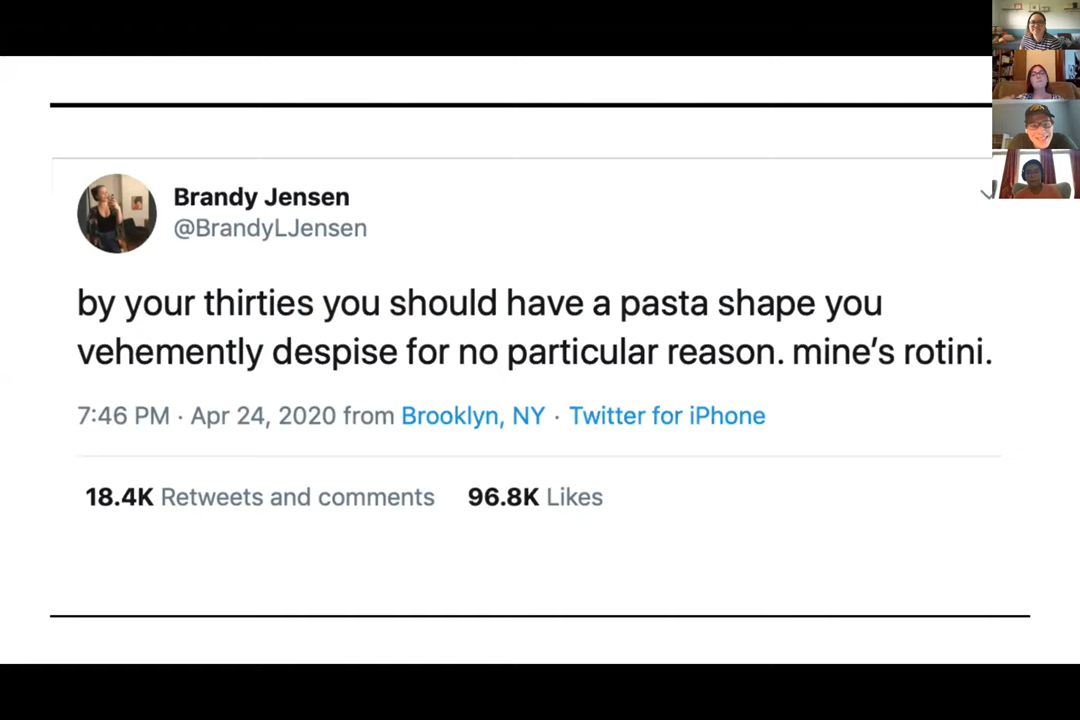 Brandy Jensen
@BrandyLJensen
by your thirties you should have a pasta shape you
vehemently despise for no particular reason. mine's rotini.
7:46 PM · Apr 24, 2020 from Brooklyn, NY · Twitter for iPhone
18.4K Retweets and comments 96.8K Likes